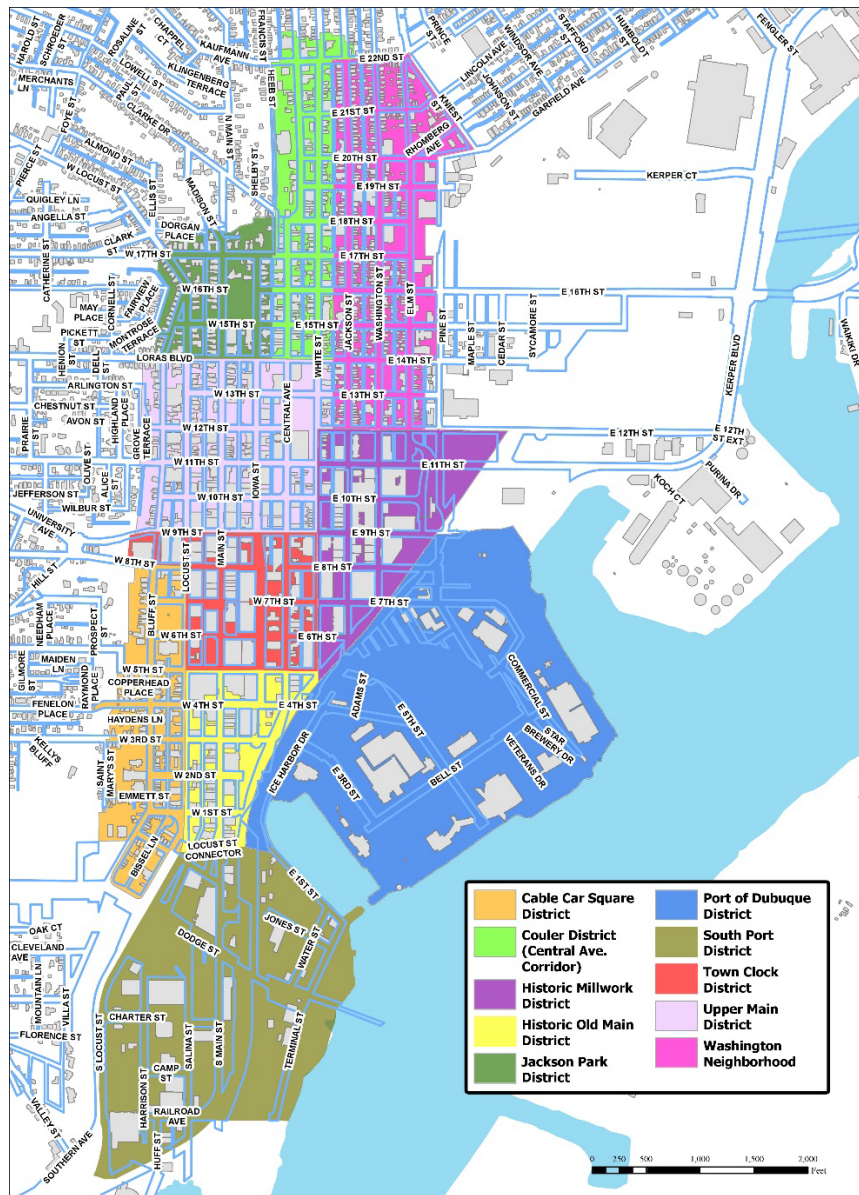 HAROLD ST
SCHROEDER ST
ROSALINE ST
CHAPPEL CT
KAUFMANN AVE
FRANCIS ST
HEEB ST
PRINCE ST
LINCOLN AVE
WINDSOR AVE
STAFFORD ST
HUMBOLDT ST
FENGLER ST
LOWELL ST
KLINGENBERG TERRACE
E 22ND ST
JOHNSON ST
GARFIELD AVE
MERCHANTS LN
FOYE ST
PAUL ST
CLARKE DR
N MAIN ST
KNIEST ST
E 21ST ST
RHOMBERG AVE
PIERCE ST
ALMOND ST
W LOCUST ST
SHELBY ST
E 20TH ST
KERPER CT
ELLIS ST
MADISON ST
E 19TH ST
QUIGLEY LN
ANGELLA ST
DORGAN PLACE
E 18TH ST
CLARK ST
W 17TH ST
E 17TH ST
CATHERINE ST
CORNELL ST
FAIRVIEW PLACE
W 16TH ST
JACKSON ST
WASHINGTON ST
ELM ST
E 16TH ST
MAY PLACE
PICKETT ST
MONTROSE TERRACE
W 15TH ST
E 15TH ST
WHITE ST
PINE ST
MAPLE ST
CEDAR ST
SYCAMORE ST
KERPER BLVD
WAIKIKI DR
HENION ST
DELL ST
LORAS BLVD
E 14TH ST
ARLINGTON ST
CHESTNUT ST
AVON ST
HIGHLAND PLACE
GROVE TERRACE
W 13TH ST
CENTRAL AVE
E 13TH ST
PRAIRIE ST
OLIVE ST
W 12TH ST
E 12TH ST
E 12TH ST EXT
W 11TH ST
E 11TH ST
JEFFERSON ST
ALICE ST
WILBUR ST
W 10TH ST
IOWA ST
E 10TH ST
KOCH CT
PURINA DR
UNIVERSITY AVE
W 9TH ST
MAIN ST
E 9TH ST
HILL ST
W 8TH ST
LOCUST ST
E 8TH ST
NEEDHAM PLACE
PROSPECT ST
BLUFF ST
W 7TH ST
E 7TH ST
W 6TH ST
E 6TH ST
MAIDEN LN
GILMORE ST
RAYMOND PLACE
W 5TH ST
COPPERHEAD PLACE
ADAMS ST
COMMERCIAL ST
FENELON PLACE
W 4TH ST
E 4TH ST
E 5TH ST
HAYDENS LN
W 3RD ST
KELLYS BLUFF
ICE HARBOR DR
STAR BREWERY DR
VETERANS DR
SAINT MARY'S ST
W 2ND ST
E 3RD ST
BELL ST
EMMETT ST
W 1ST ST
BISSEL LN
LOCUST ST CONNECTOR
E 1ST ST
OAK CT
CLEVELAND AVE
JONES ST
DODGE ST
WATER ST
MOUNTAIN LN
VILLA ST
CHARTER ST
SALINA ST
S MAIN ST
TERMINAL ST
FLORENCE ST
S LOCUST ST
HARRISON ST
CAMP ST
VALLEY ST
RAILROAD AVE
SOUTHERN AVE
HUFF ST
Cable Car Square
District
Couler District
(Central Ave.
Corridor)
Historic Millwork
District
Historic Old Main
District
Jackson Park
District
Port of Dubuque
District
South Port
District
Town Clock
District
Upper Main
District
Washington
Neighborhood
0 250 500 1,000 1,500 2,000
Feet